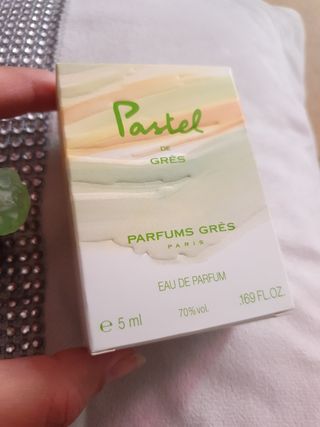 Pastel
DE
GRÈS
PARFUMS GRÈS
PARIS
EAU DE PARFUM
℮ 5 ml 70% vol. .169 FL.OZ.